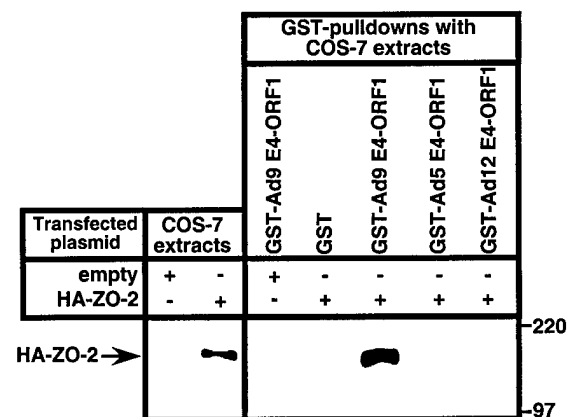 GST-pulldowns with
COS-7 extracts
GST-Ad9 E4-ORF1
GST
GST-Ad9 E4-ORF1
GST-Ad5 E4-ORF1
GST-Ad12 E4-ORF1
Transfected
plasmid
COS-7
extracts
empty + - + - - - -
HA-ZO-2 - + - + + + +
HA-ZO-2
220
97